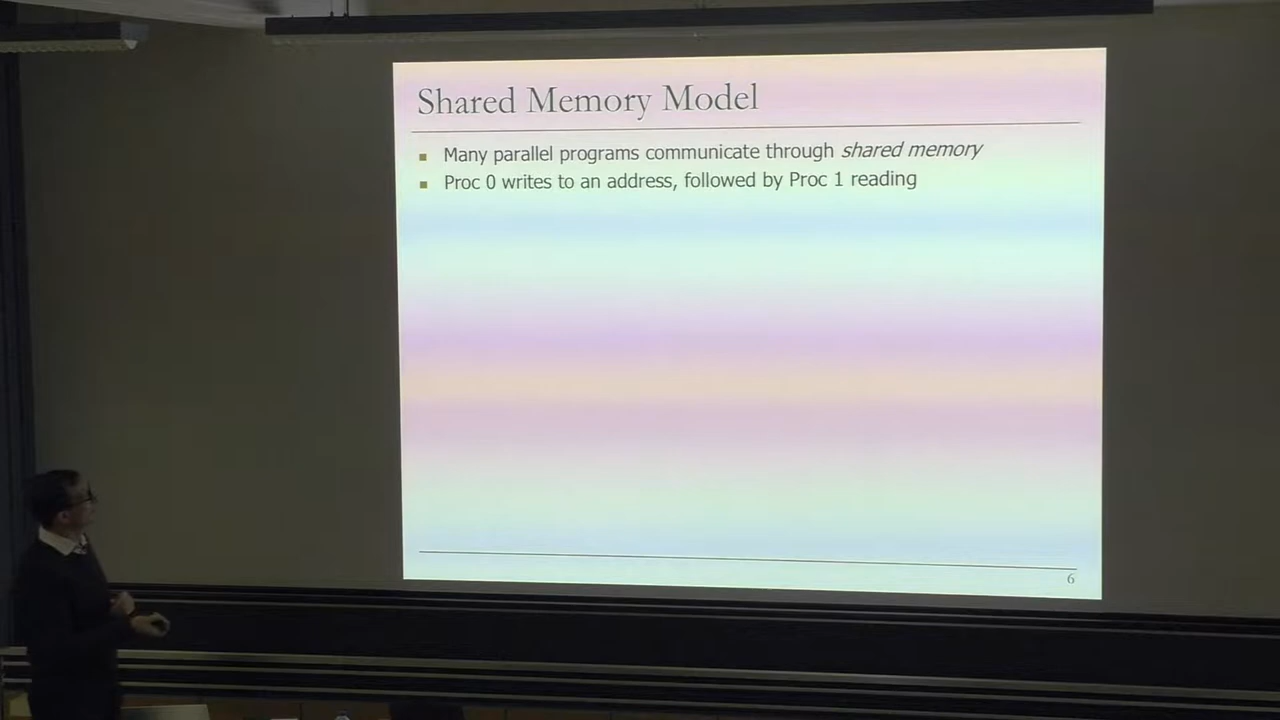 Shared Memory Model
Many parallel programs communicate through shared memory
Proc 0 writes to an address, followed by Proc 1 reading
6